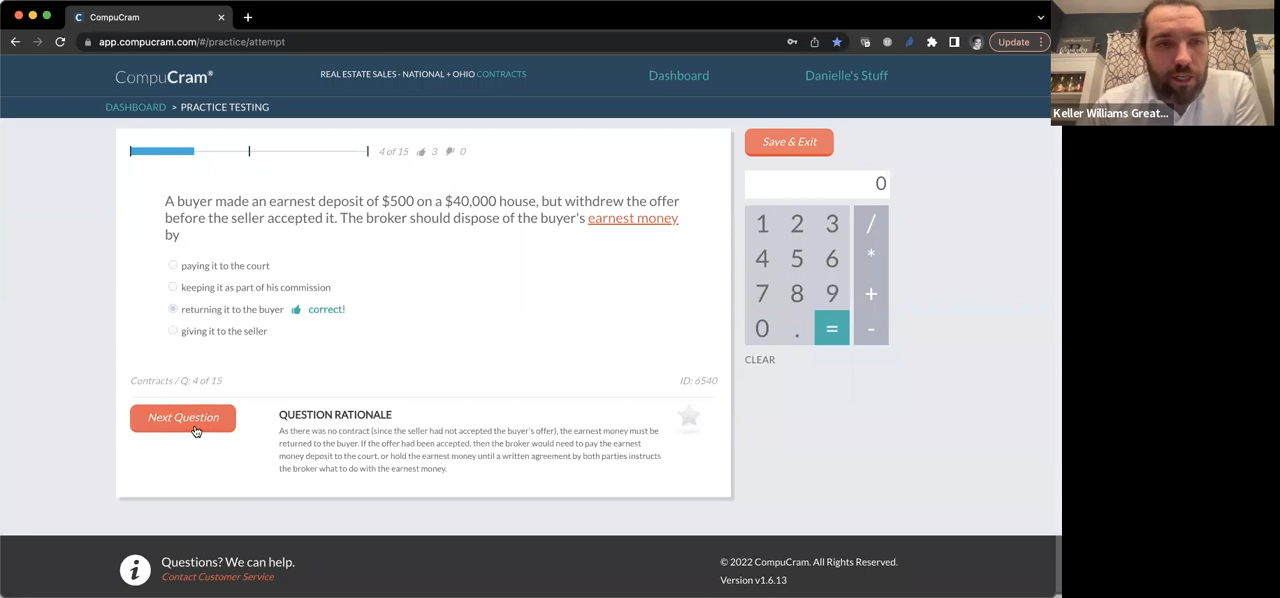 CompuCram
app.compucram.com/#/practice/attempt
Update
CompuCram®
REAL ESTATE SALES - NATIONAL + OHIO CONTRACTS
Dashboard
Danielle's Stuff
Keller Williams Great...
DASHBOARD > PRACTICE TESTING
4 of 15 3 0
Save & Exit
A buyer made an earnest deposit of $500 on a $40,000 house, but withdrew the offer
before the seller accepted it. The broker should dispose of the buyer's earnest money
by
paying it to the court
keeping it as part of his commission
returning it to the buyer correct!
giving it to the seller
0
1 2 3 /
4 5 6 *
7 8 9 +
0 . = -
CLEAR
Contracts / Q: 4 of 15
ID: 6540
Next Question
QUESTION RATIONALE
As there was no contract (since the seller had not accepted the buyer's offer), the earnest money must be
returned to the buyer. If the offer had been accepted, then the broker would need to pay the earnest
money deposit to the court, or hold the earnest money until a written agreement by both parties instructs
the broker what to do with the earnest money.
Questions? We can help.
Contact Customer Service
© 2022 CompuCram. All Rights Reserved.
Version v1.6.13